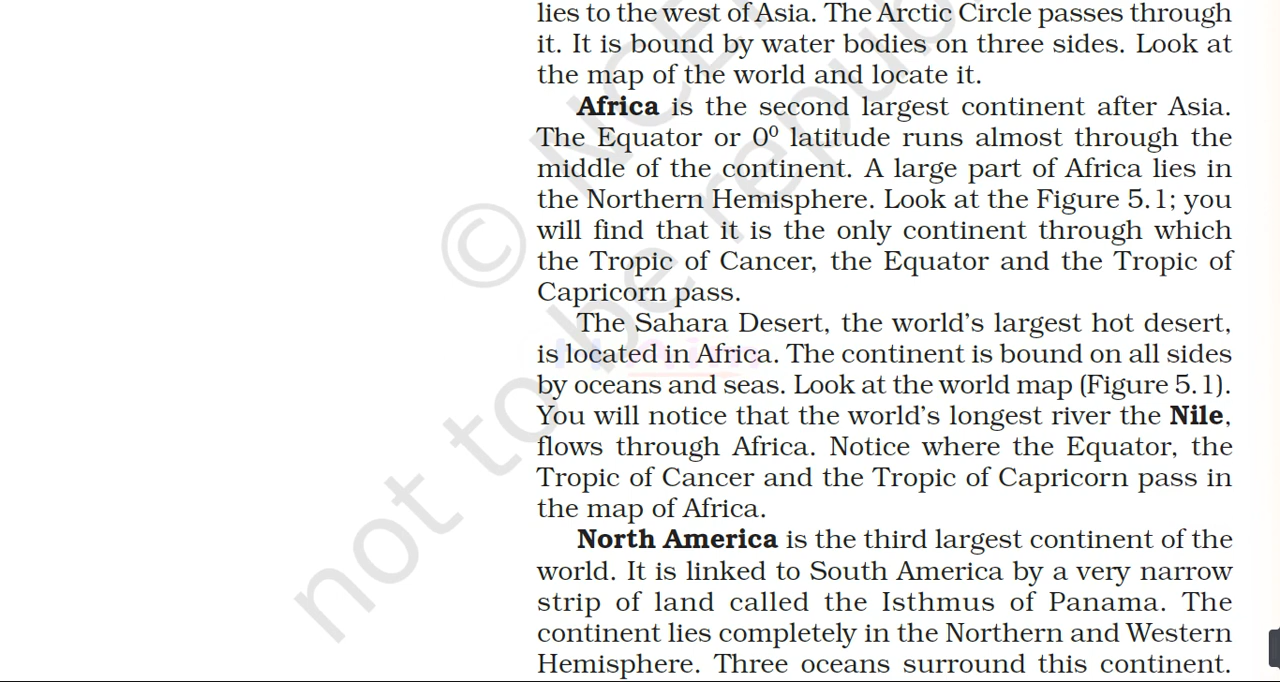 lies to the west of Asia. The Arctic Circle passes through
it. It is bound by water bodies on three sides. Look at
the map of the world and locate it.
Africa is the second largest continent after Asia.
The Equator or 0⁰ latitude runs almost through the
middle of the continent. A large part of Africa lies in
the Northern Hemisphere. Look at the Figure 5.1; you
will find that it is the only continent through which
the Tropic of Cancer, the Equator and the Tropic of
Capricorn pass.
The Sahara Desert, the world's largest hot desert,
is located in Africa. The continent is bound on all sides
by oceans and seas. Look at the world map (Figure 5.1).
You will notice that the world's longest river the Nile,
flows through Africa. Notice where the Equator, the
Tropic of Cancer and the Tropic of Capricorn pass in
the map of Africa.
North America is the third largest continent of the
world. It is linked to South America by a very narrow
strip of land called the Isthmus of Panama. The
continent lies completely in the Northern and Western
Hemisphere. Three oceans surround this continent.
© NCE
not to be repub